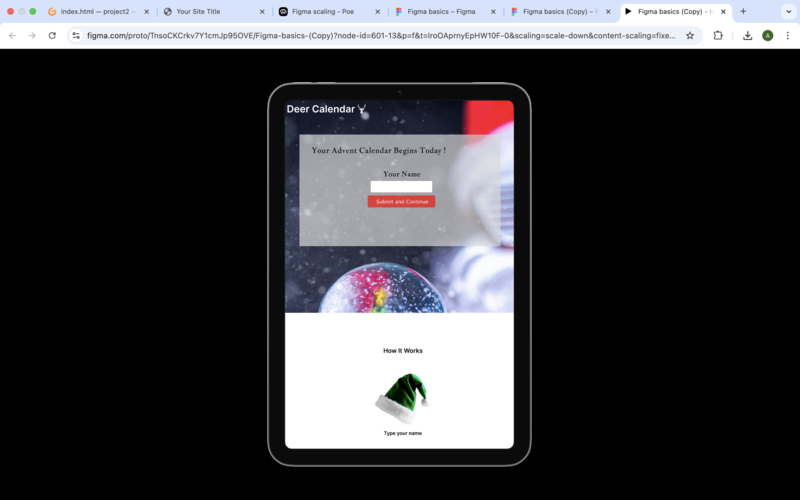 index.html — project2 —
Your Site Title
Figma scaling - Poe
Figma basics – Figma
Figma basics (Copy) – F
Figma basics (Copy) -
figma.com/proto/TnsoCKCrkv7Y1cmJp95OVE/Figma-basics-(Copy)?node-id=601-13&p=f&t=IroOAprnyEpHW10F-0&scaling=scale-down&content-scaling=fixe...
A
Deer Calendar
Your Advent Calendar Begins Today !
Your Name
Submit and Continue
How It Works
Type your name